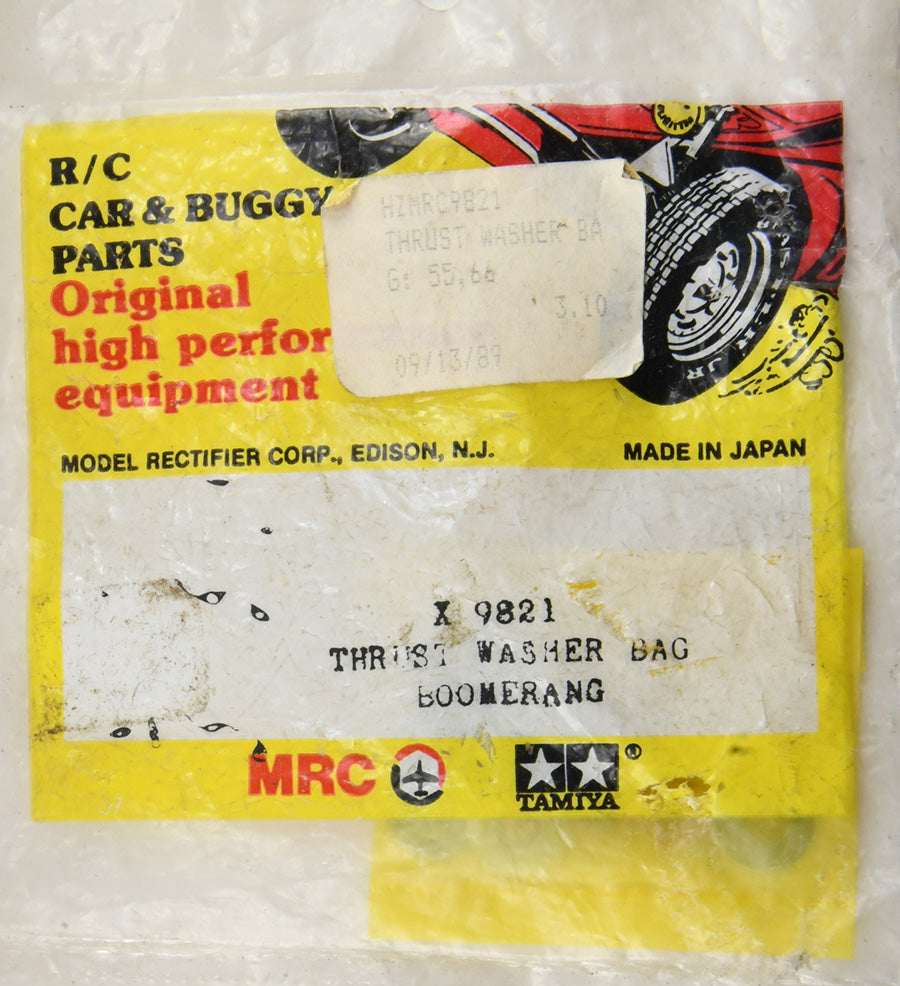 R/C
CAR & BUGGY
PARTS
Original
high perfor
equipment
HZMRC9821
THRUST WASHER BA
G: 55,66
3.10
09/13/89
MODEL RECTIFIER CORP., EDISON, N.J.
MADE IN JAPAN
X 9821
THRUST WASHER BAG
BOOMERANG
MRC
TAMIYA